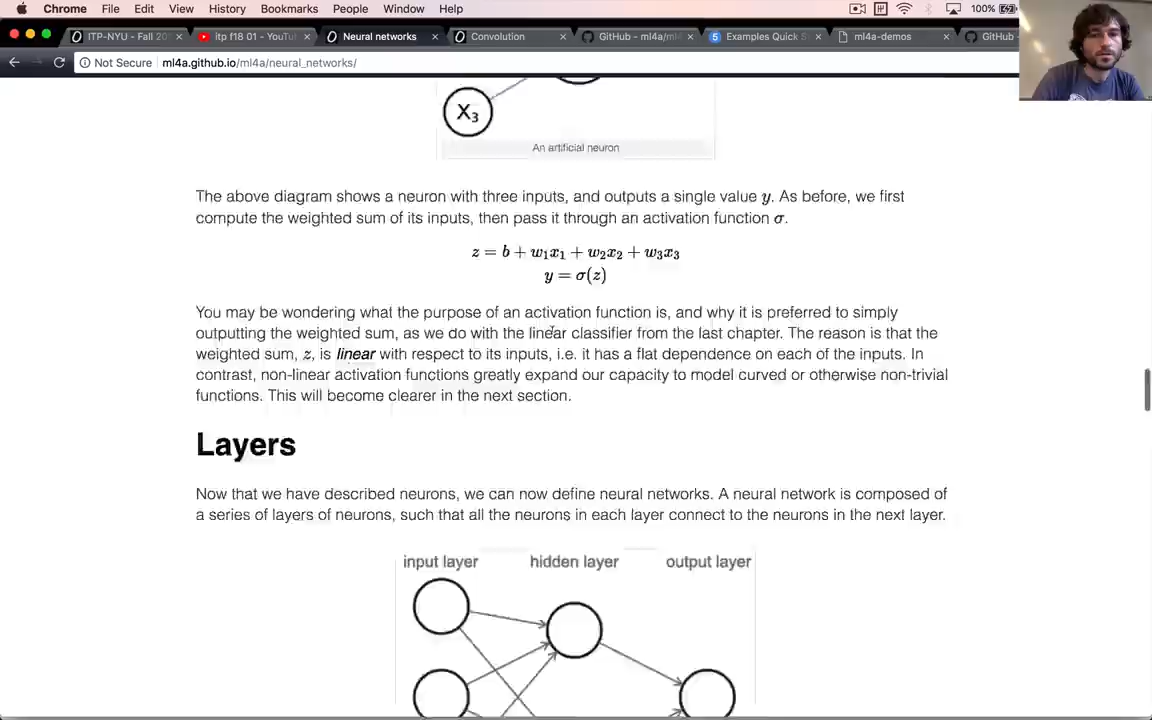 Chrome File Edit View History Bookmarks People Window Help 100%
ITP-NYU - Fall 20
itp f18 01 - YouTu
Neural networks
Convolution
GitHub - ml4a/ml
Examples Quick S
ml4a-demos
GitHub
Not Secure ml4a.github.io/ml4a/neural_networks/
X₃
An artificial neuron
The above diagram shows a neuron with three inputs, and outputs a single value y. As before, we first
compute the weighted sum of its inputs, then pass it through an activation function σ.
z = b + w₁x₁ + w₂x₂ + w₃x₃
y = σ(z)
You may be wondering what the purpose of an activation function is, and why it is preferred to simply
outputting the weighted sum, as we do with the linear classifier from the last chapter. The reason is that the
weighted sum, z, is linear with respect to its inputs, i.e. it has a flat dependence on each of the inputs. In
contrast, non-linear activation functions greatly expand our capacity to model curved or otherwise non-trivial
functions. This will become clearer in the next section.
Layers
Now that we have described neurons, we can now define neural networks. A neural network is composed of
a series of layers of neurons, such that all the neurons in each layer connect to the neurons in the next layer.
input layer hidden layer output layer